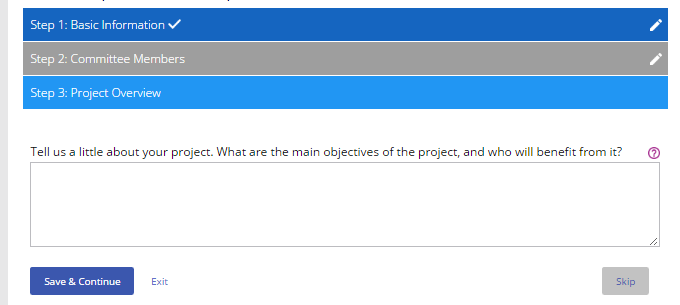 Step 1: Basic Information
Step 2: Committee Members
Step 3: Project Overview
Tell us a little about your project. What are the main objectives of the project, and who will benefit from it? ?
Save & Continue Exit Skip